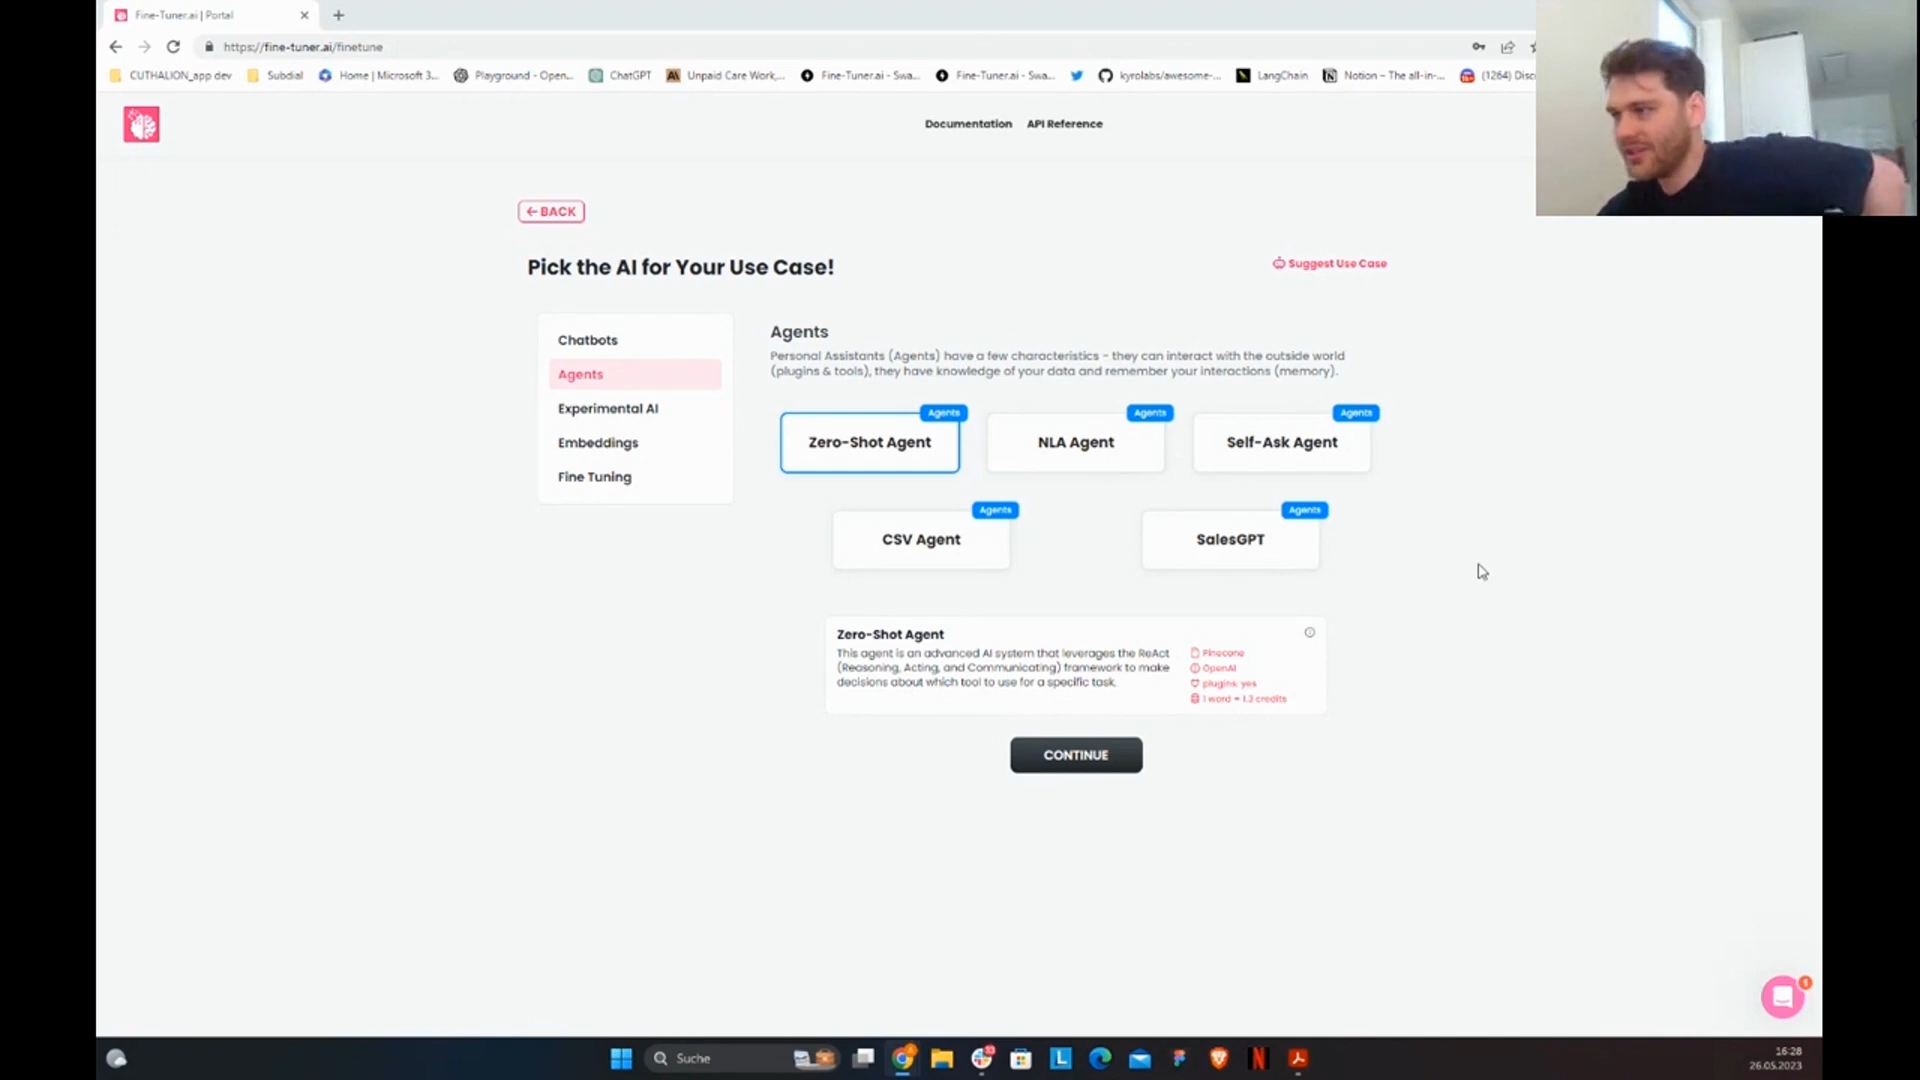 Fine-Tuner.ai | Portal
https://fine-tuner.ai/finetune
CUTHALION_app dev
Subdial
Home | Microsoft 3...
Playground - Open...
ChatGPT
Unpaid Care Work,...
Fine-Tuner.ai - Swa...
Fine-Tuner.ai - Swa...
kyrolabs/awesome-...
LangChain
Notion – The all-in-...
(1264) Disc
Documentation
API Reference
← BACK
Pick the AI for Your Use Case!
Suggest Use Case
Chatbots
Agents
Experimental AI
Embeddings
Fine Tuning
Agents
Personal Assistants (Agents) have a few characteristics - they can interact with the outside world
(plugins & tools), they have knowledge of your data and remember your interactions (memory).
Agents
Zero-Shot Agent
Agents
NLA Agent
Agents
Self-Ask Agent
Agents
CSV Agent
Agents
SalesGPT
Zero-Shot Agent
This agent is an advanced AI system that leverages the ReAct
(Reasoning, Acting, and Communicating) framework to make
decisions about which tool to use for a specific task.
Pinecone
OpenAI
plugins: yes
1 word = 1.3 credits
CONTINUE
Suche
16:28
26.05.2023